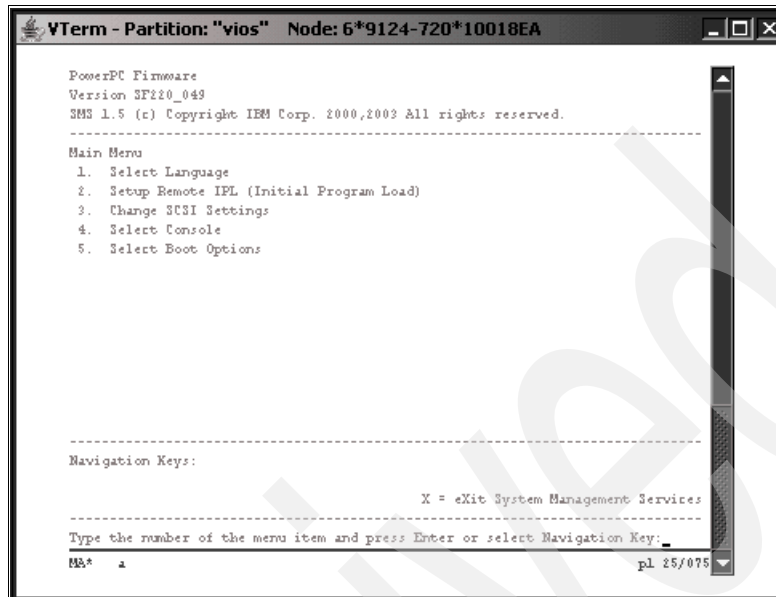 VTerm - Partition: "vios"   Node: 6*9124-720*10018EA
PowerPC Firmware
Version SF220_049
SMS 1.5 (c) Copyright IBM Corp. 2000,2003 All rights reserved.
-------------------------------------------------------------------------------
Main Menu
1.  Select Language
2.  Setup Remote IPL (Initial Program Load)
3.  Change SCSI Settings
4.  Select Console
5.  Select Boot Options
-------------------------------------------------------------------------------
Navigation Keys:
X = eXit System Management Services
-------------------------------------------------------------------------------
Type the number of the menu item and press Enter or select Navigation Key:_
MA*   a   pl 25/075